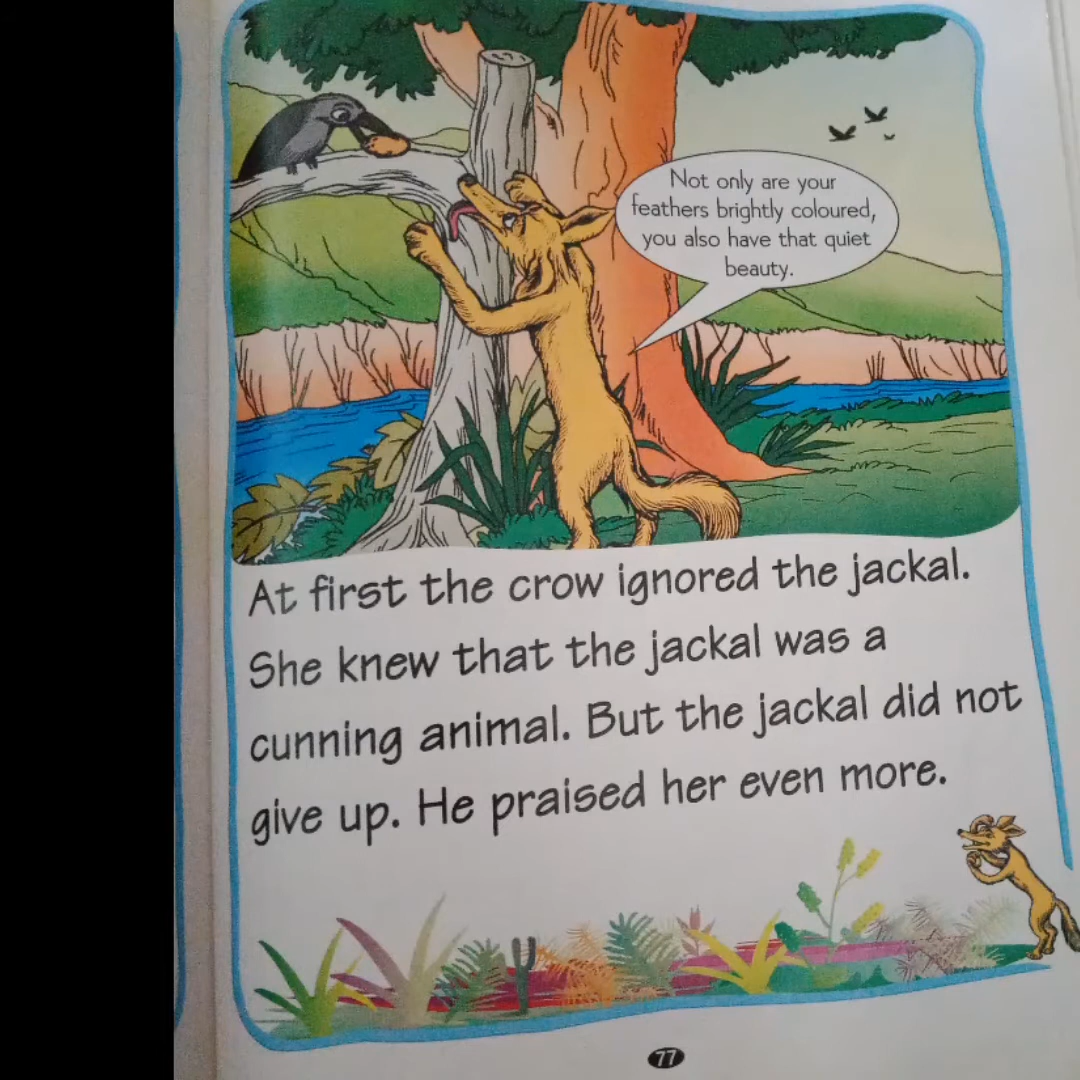 Not only are your
feathers brightly coloured,
you also have that quiet
beauty.
At first the crow ignored the jackal.
She knew that the jackal was a
cunning animal. But the jackal did not
give up. He praised her even more.
77